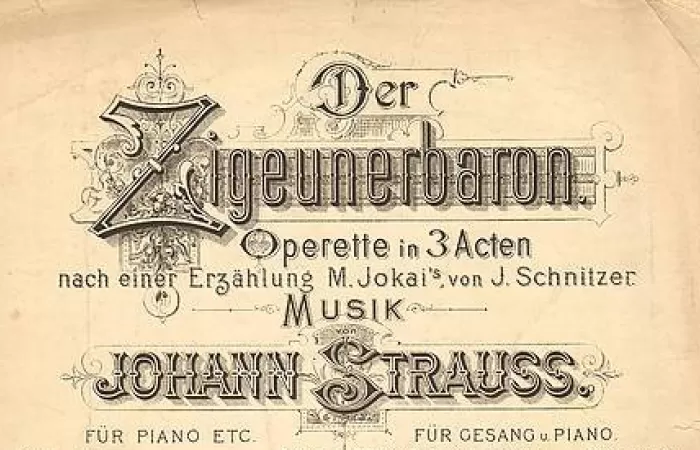 Der
Zigeunerbaron.
Operette in 3 Acten
nach einer Erzählung M. Jokai's, von J. Schnitzer.
MUSIK
VON
JOHANN STRAUSS.
FÜR PIANO ETC. FÜR GESANG u. PIANO.